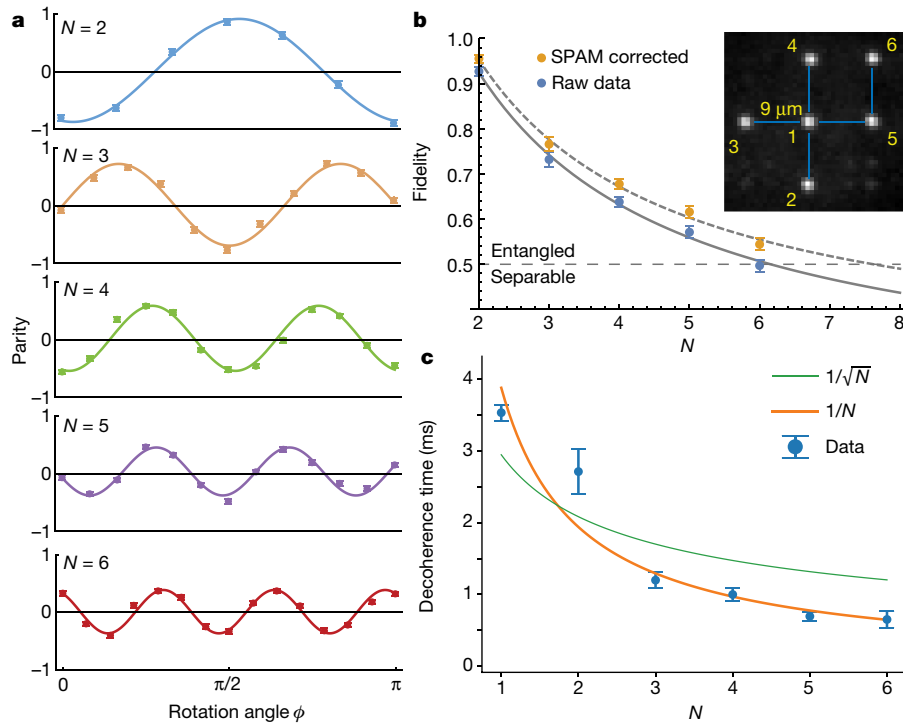 a
N = 2
1
0
−1
N = 3
1
0
−1
N = 4
1
0
−1
N = 5
1
0
−1
N = 6
1
0
−1
Parity
0 π/2 π
Rotation angle ϕ
b
1.0
0.9
0.8
0.7
0.6
0.5
Fidelity
SPAM corrected
Raw data
Entangled
Separable
2 3 4 5 6 7 8
N
4 6
9 μm
3 1 5
2
c
4
3
2
1
0
Decoherence time (ms)
1/√N
1/N
Data
1 2 3 4 5 6
N